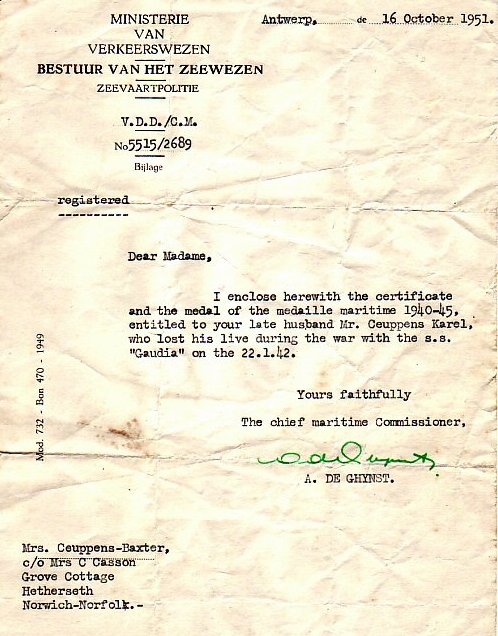 MINISTERIE
VAN
VERKEERSWEZEN
BESTUUR VAN HET ZEEWEZEN
ZEEVAARTPOLITIE
V.D.D./C.M.
No 5515/2689
Bijlage
Antwerp, de 16 October 1951.
registered
----------
Dear Madame,
I enclose herewith the certificate
and the medal of the medaille maritime 1940-45,
entitled to your late husband Mr. Ceuppens Karel,
who lost his live during the war with the s.s.
"Gaudia" on the 22.1.42.
Yours faithfully
The chief maritime Commissioner,
A. DE GHYNST.
Mod. 732 - Bon 470 - 1949
Mrs. Ceuppens-Baxter,
c/o Mrs C Casson
Grove Cottage
Hetherseth
Norwich-Norfolk.-